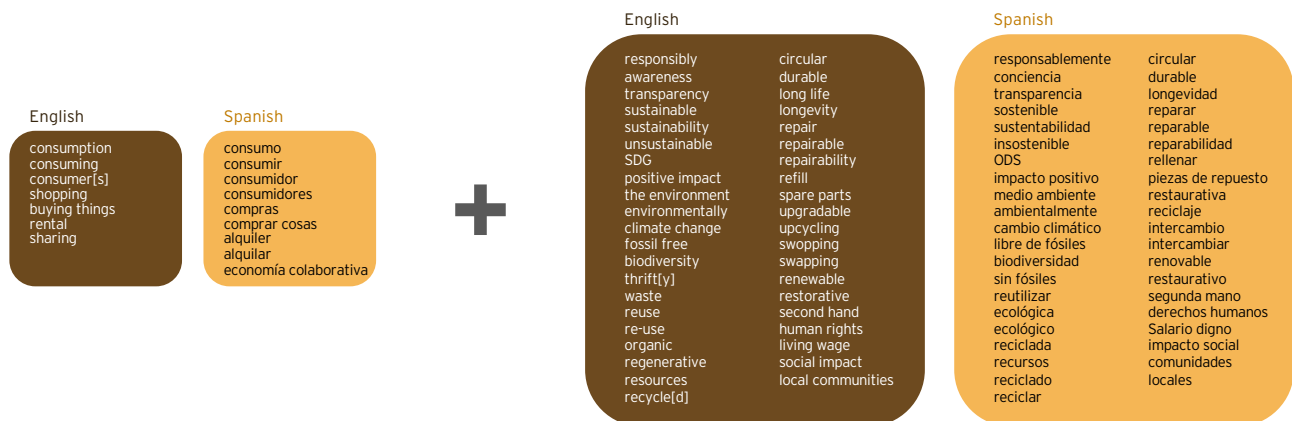 English
consumption
consuming
consumer[s]
shopping
buying things
rental
sharing
Spanish
consumo
consumir
consumidor
consumidores
compras
comprar cosas
alquiler
alquilar
economía colaborativa
+
English
responsibly
awareness
transparency
sustainable
sustainability
unsustainable
SDG
positive impact
the environment
environmentally
climate change
fossil free
biodiversity
thrift[y]
waste
reuse
re-use
organic
regenerative
resources
recycle[d]
circular
durable
long life
longevity
repair
repairable
repairability
refill
spare parts
upgradable
upcycling
swopping
swapping
renewable
restorative
second hand
human rights
living wage
social impact
local communities
Spanish
responsablemente
conciencia
transparencia
sostenible
sustentabilidad
insostenible
ODS
impacto positivo
medio ambiente
ambientalmente
cambio climático
libre de fósiles
biodiversidad
sin fósiles
reutilizar
ecológica
ecológico
reciclada
recursos
reciclado
reciclar
circular
durable
longevidad
reparar
reparable
reparabilidad
rellenar
piezas de repuesto
restaurativa
reciclaje
intercambio
intercambiar
renovable
restaurativo
segunda mano
derechos humanos
Salario digno
impacto social
comunidades
locales